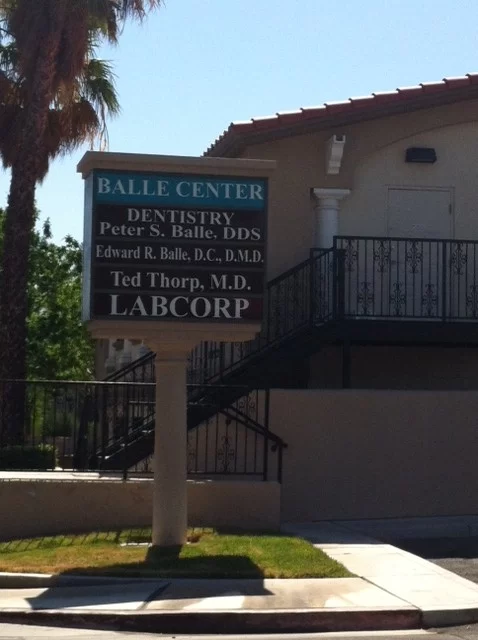 BALLE CENTER
DENTISTRY
Peter S. Balle, DDS
Edward R. Balle, D.C., D.M.D.
Ted Thorp, M.D.
LABCORP